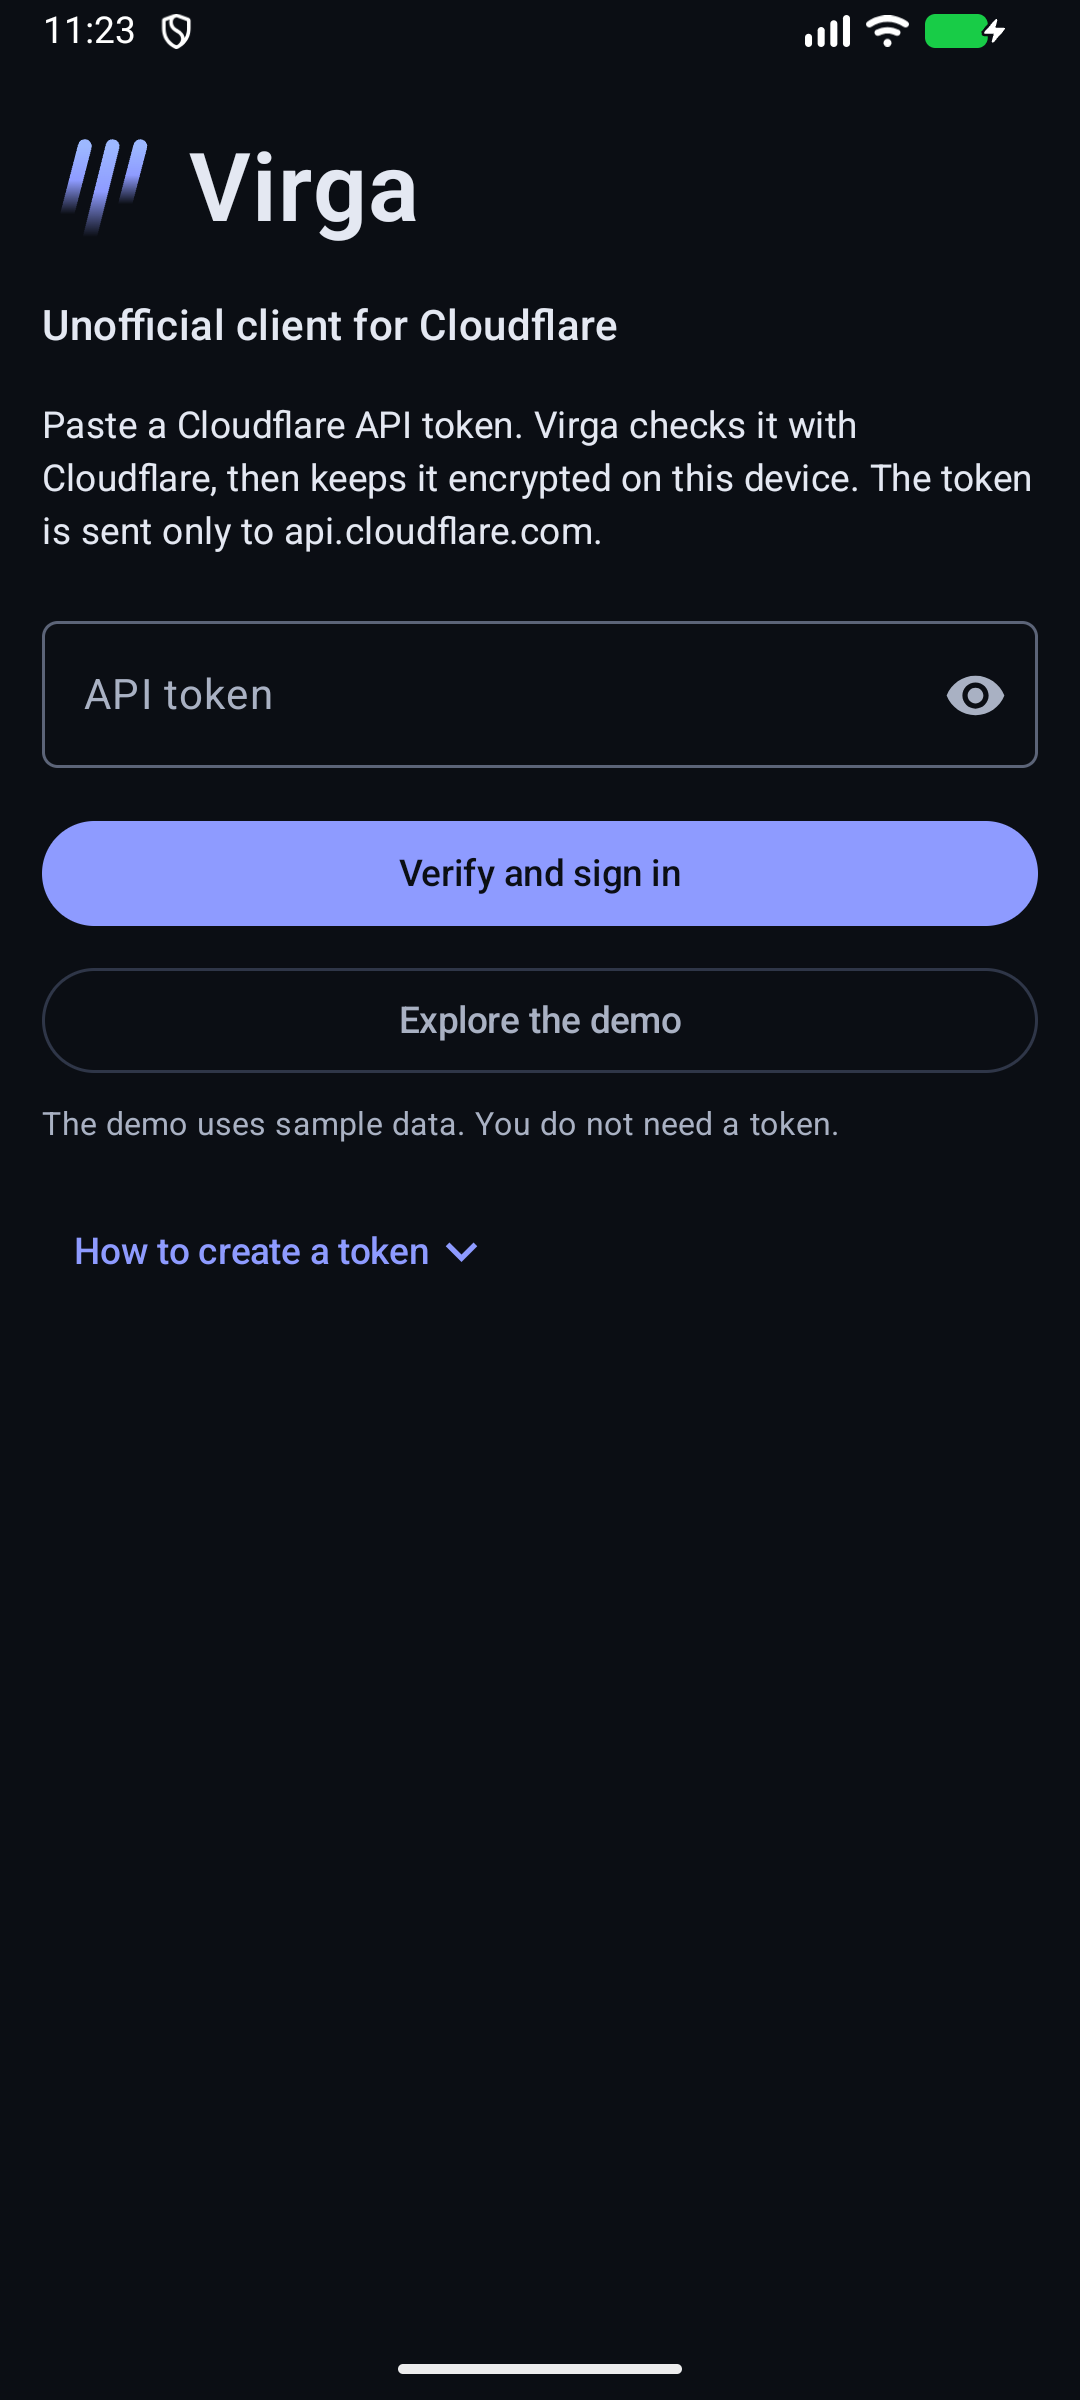 11:23
Virga
Unofficial client for Cloudflare
Paste a Cloudflare API token. Virga checks it with
Cloudflare, then keeps it encrypted on this device. The token
is sent only to api.cloudflare.com.
API token
Verify and sign in
Explore the demo
The demo uses sample data. You do not need a token.
How to create a token